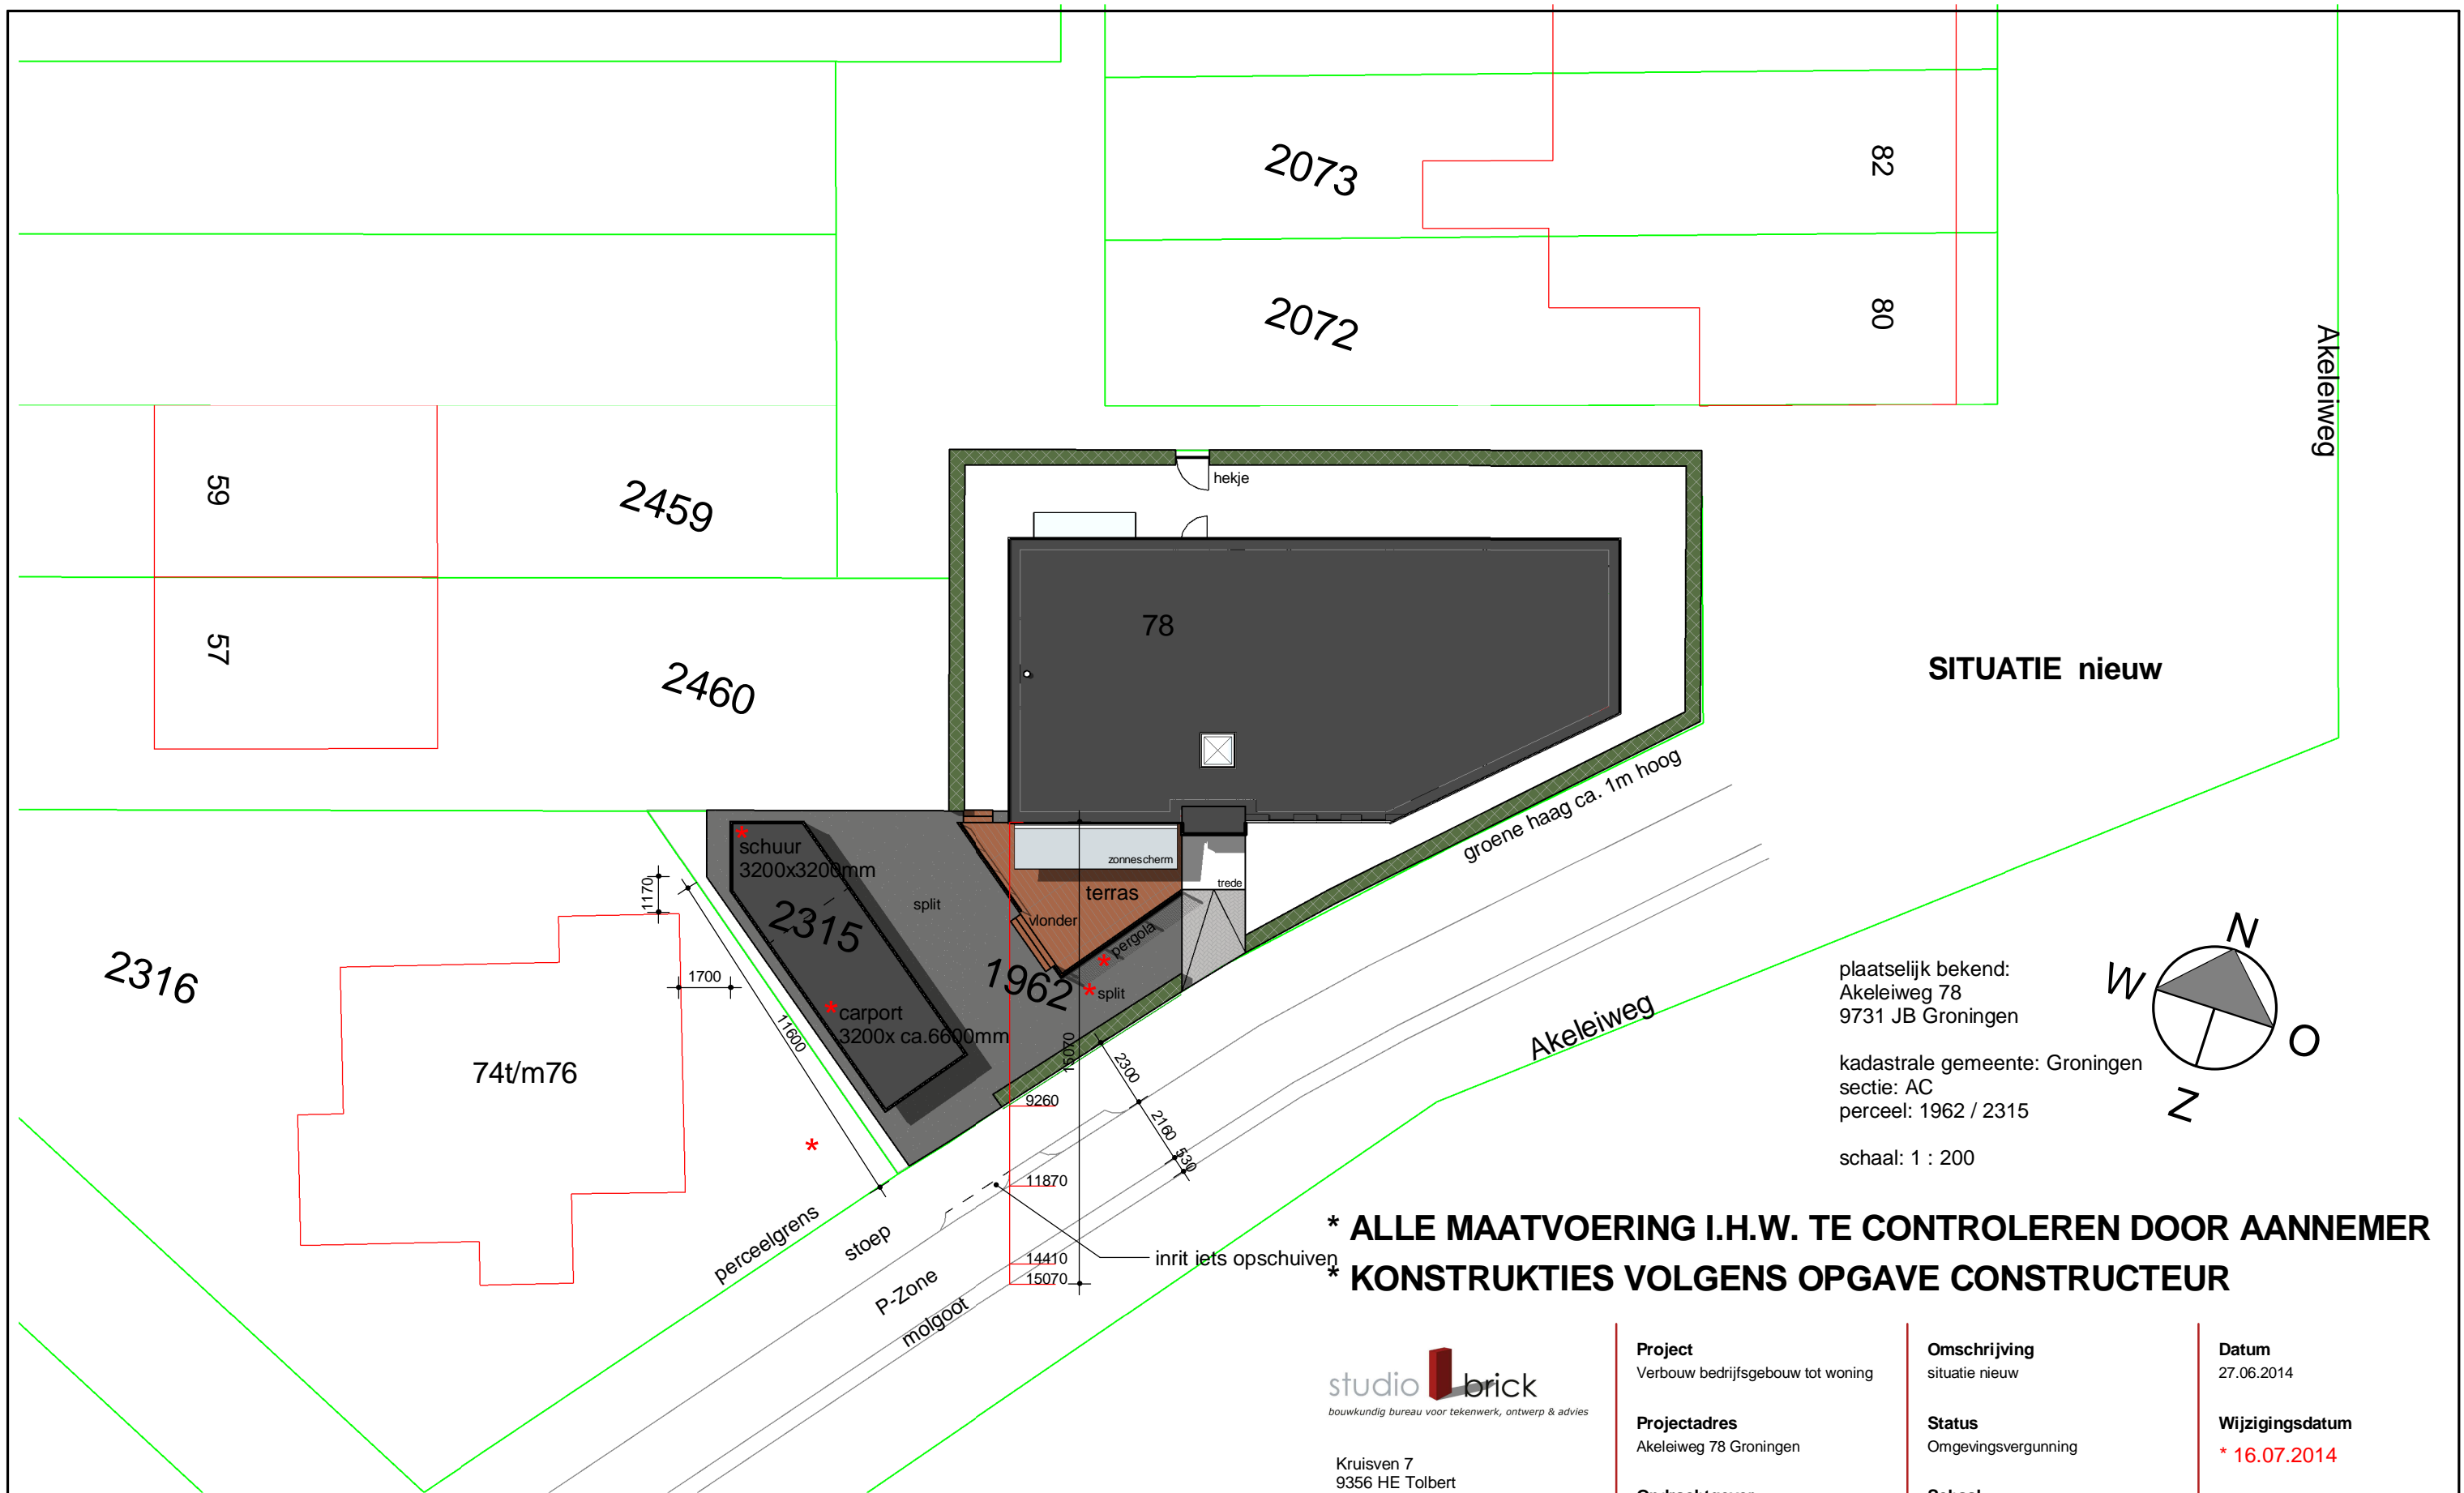 2073
82
2072
80
Akeleiweg
59
2459
hekje
57
2460
78
SITUATIE nieuw
groene haag ca. 1m hoog
* schuur
3200x3200mm
zonnescherm
trede
terras
split
vlonder
pergola
*
1170
2315
2316
1700
1962
* split
* carport
3200x ca.6600mm
11600
74t/m76
*
15070
2300
2160
530
9260
11870
14410
15070
Akeleiweg
perceelgrens
stoep
P-Zone
molgoot
inrit iets opschuiven
plaatselijk bekend:
Akeleiweg 78
9731 JB Groningen
kadastrale gemeente: Groningen
sectie: AC
perceel: 1962 / 2315
schaal: 1 : 200
N
W
O
Z
* ALLE MAATVOERING I.H.W. TE CONTROLEREN DOOR AANNEMER
* KONSTRUKTIES VOLGENS OPGAVE CONSTRUCTEUR
studio brick
bouwkundig bureau voor tekenwerk, ontwerp & advies
Kruisven 7
9356 HE Tolbert
Project
Verbouw bedrijfsgebouw tot woning
Projectadres
Akeleiweg 78 Groningen
Omschrijving
situatie nieuw
Status
Omgevingsvergunning
Datum
27.06.2014
Wijzigingsdatum
* 16.07.2014